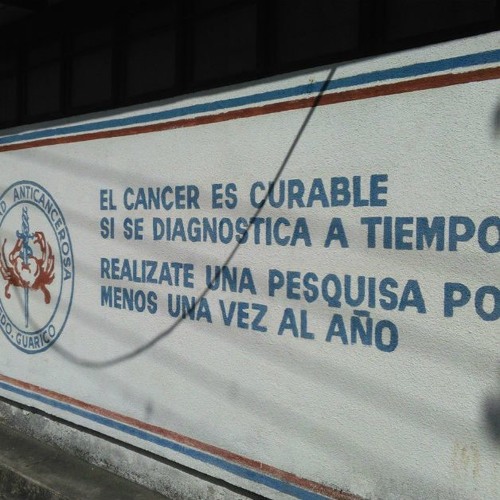 EL CANCER ES CURABLE
SI SE DIAGNOSTICA A TIEMPO
REALIZATE UNA PESQUISA PO
MENOS UNA VEZ AL AÑO
ANTICANCEROSA
GUARICO